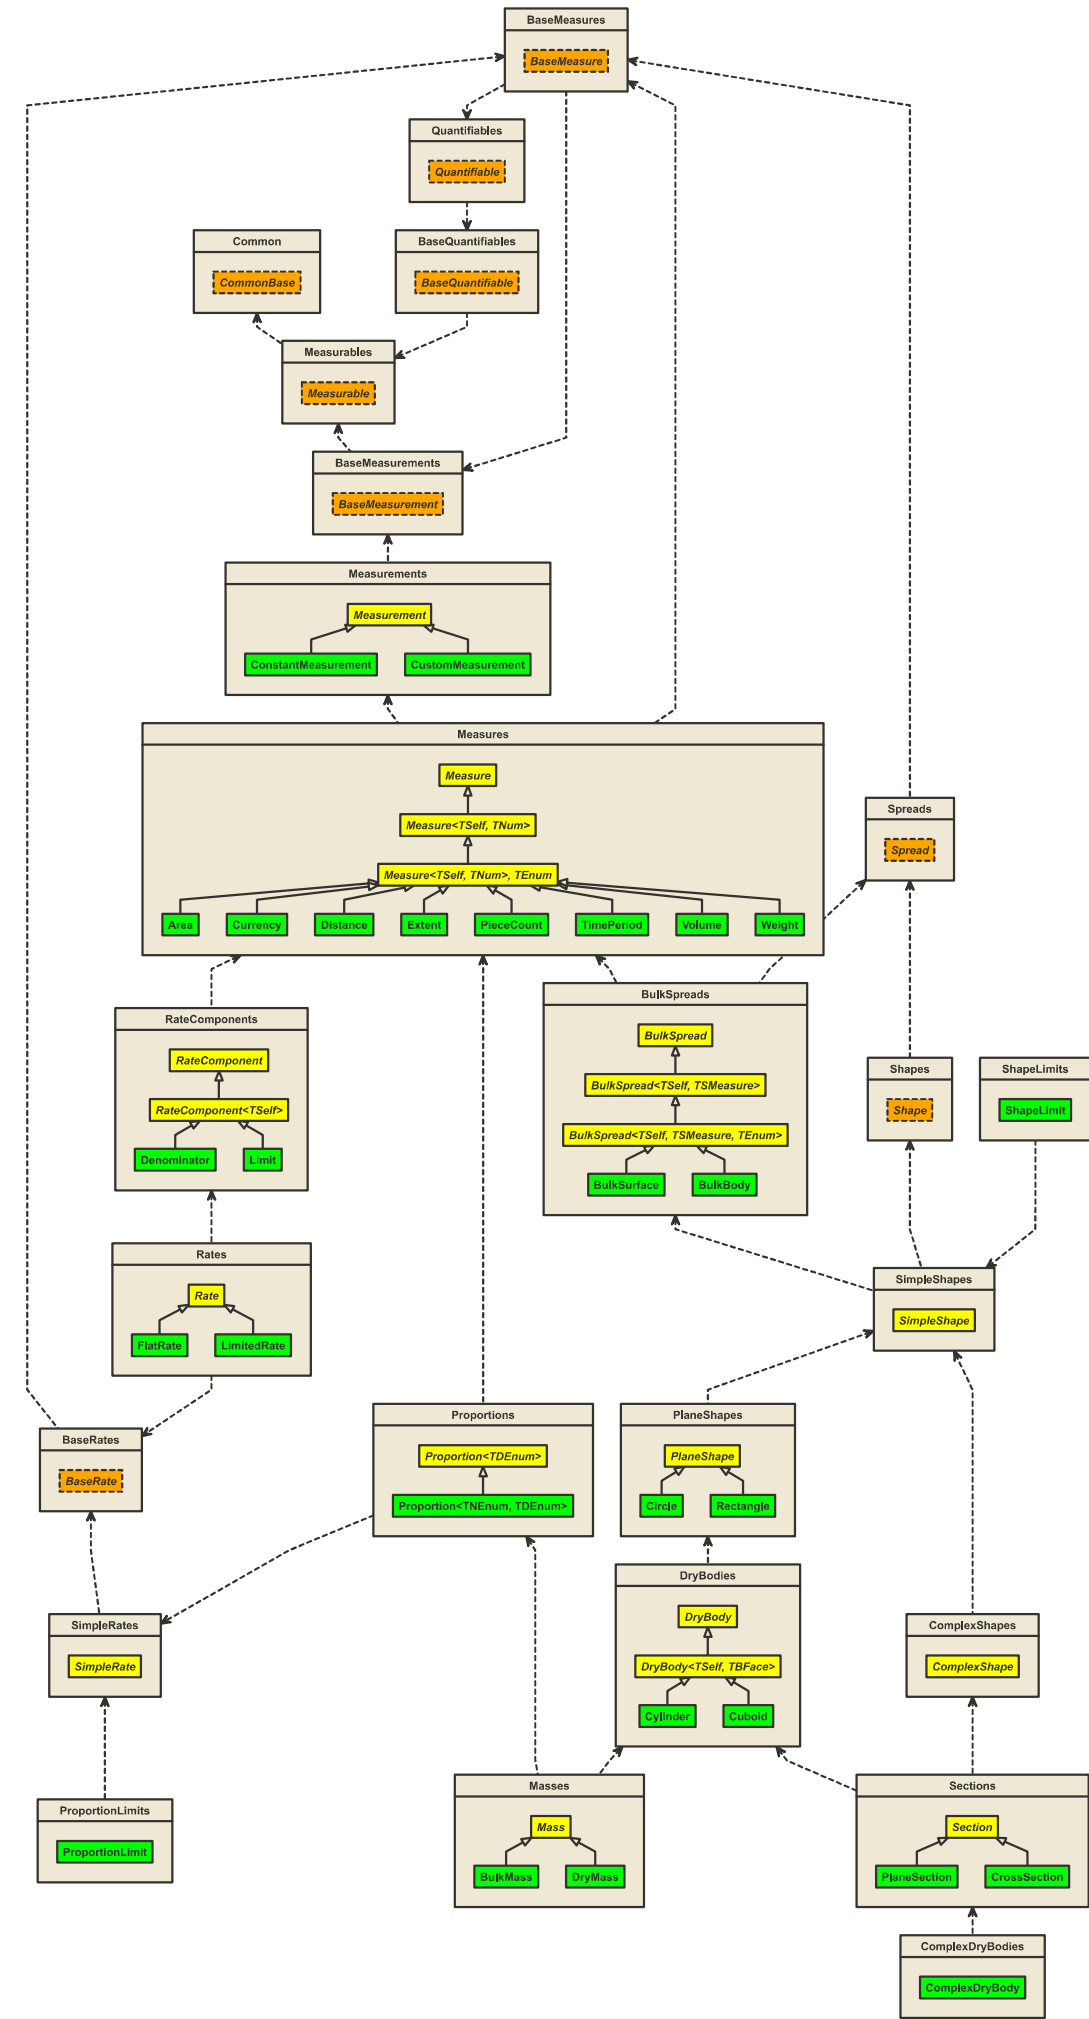 BaseMeasures
BaseMeasure
Quantifiables
Quantifiable
Common
CommonBase
BaseQuantifiables
BaseQuantifiable
Measurables
Measurable
BaseMeasurements
BaseMeasurement
Measurements
Measurement
ConstantMeasurement
CustomMeasurement
Measures
Measure
Measure<TSelf, TNum>
Measure<TSelf, TNum>, TEnum
Area
Currency
Distance
Extent
PieceCount
TimePeriod
Volume
Weight
Spreads
Spread
BulkSpreads
BulkSpread
BulkSpread<TSelf, TSMeasure>
BulkSpread<TSelf, TSMeasure, TEnum>
BulkSurface
BulkBody
RateComponents
RateComponent
RateComponent<TSelf>
Denominator
Limit
Shapes
Shape
ShapeLimits
ShapeLimit
Rates
Rate
FlatRate
LimitedRate
SimpleShapes
SimpleShape
BaseRates
BaseRate
Proportions
Proportion<TDEnum>
Proportion<TNEnum, TDEnum>
PlaneShapes
PlaneShape
Circle
Rectangle
DryBodies
DryBody
DryBody<TSelf, TBFace>
Cylinder
Cuboid
SimpleRates
SimpleRate
ComplexShapes
ComplexShape
ProportionLimits
ProportionLimit
Masses
Mass
BulkMass
DryMass
Sections
Section
PlaneSection
CrossSection
ComplexDryBodies
ComplexDryBody